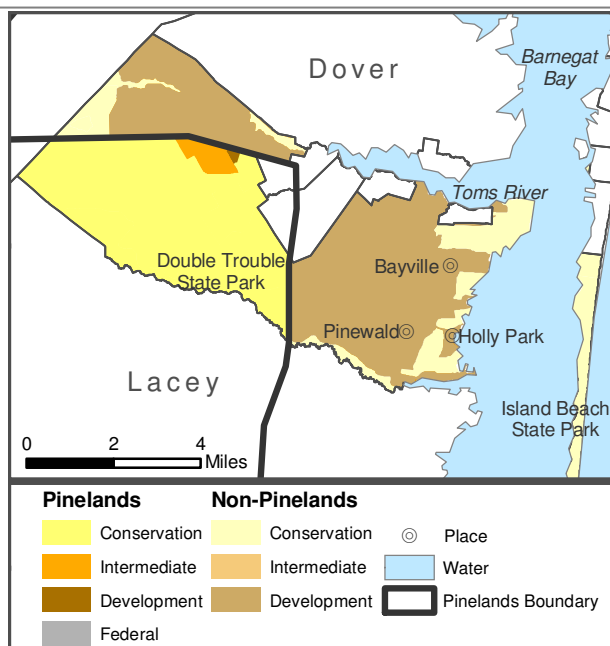 Dover
Barnegat
Bay
Toms River
Double Trouble
State Park
Bayville
Pinewald
Holly Park
Lacey
Island Beach
State Park
0 2 4
Miles
Pinelands
Conservation
Intermediate
Development
Federal
Non-Pinelands
Conservation
Intermediate
Development
Place
Water
Pinelands Boundary